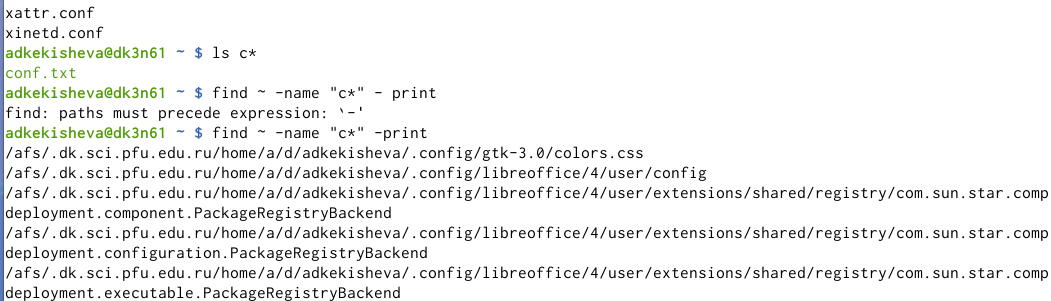 xattr.conf
xinetd.conf
adkekisheva@dk3n61 ~ $ ls c*
conf.txt
adkekisheva@dk3n61 ~ $ find ~ -name "c*" - print
find: paths must precede expression: `-'
adkekisheva@dk3n61 ~ $ find ~ -name "c*" -print
/afs/.dk.sci.pfu.edu.ru/home/a/d/adkekisheva/.config/gtk-3.0/colors.css
/afs/.dk.sci.pfu.edu.ru/home/a/d/adkekisheva/.config/libreoffice/4/user/config
/afs/.dk.sci.pfu.edu.ru/home/a/d/adkekisheva/.config/libreoffice/4/user/extensions/shared/registry/com.sun.star.comp
deployment.component.PackageRegistryBackend
/afs/.dk.sci.pfu.edu.ru/home/a/d/adkekisheva/.config/libreoffice/4/user/extensions/shared/registry/com.sun.star.comp
deployment.configuration.PackageRegistryBackend
/afs/.dk.sci.pfu.edu.ru/home/a/d/adkekisheva/.config/libreoffice/4/user/extensions/shared/registry/com.sun.star.comp
deployment.executable.PackageRegistryBackend